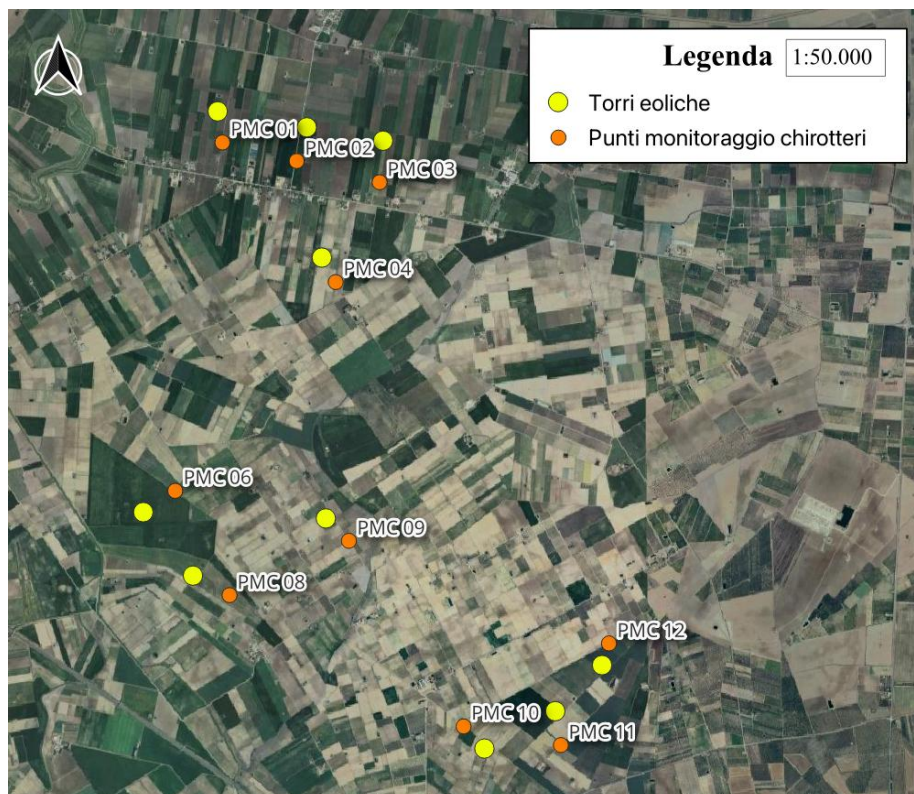 Legenda 1:50.000
Torri eoliche
Punti monitoraggio chirotteri
PMC 01
PMC 02
PMC 03
PMC 04
PMC 06
PMC 09
PMC 08
PMC 12
PMC 10
PMC 11